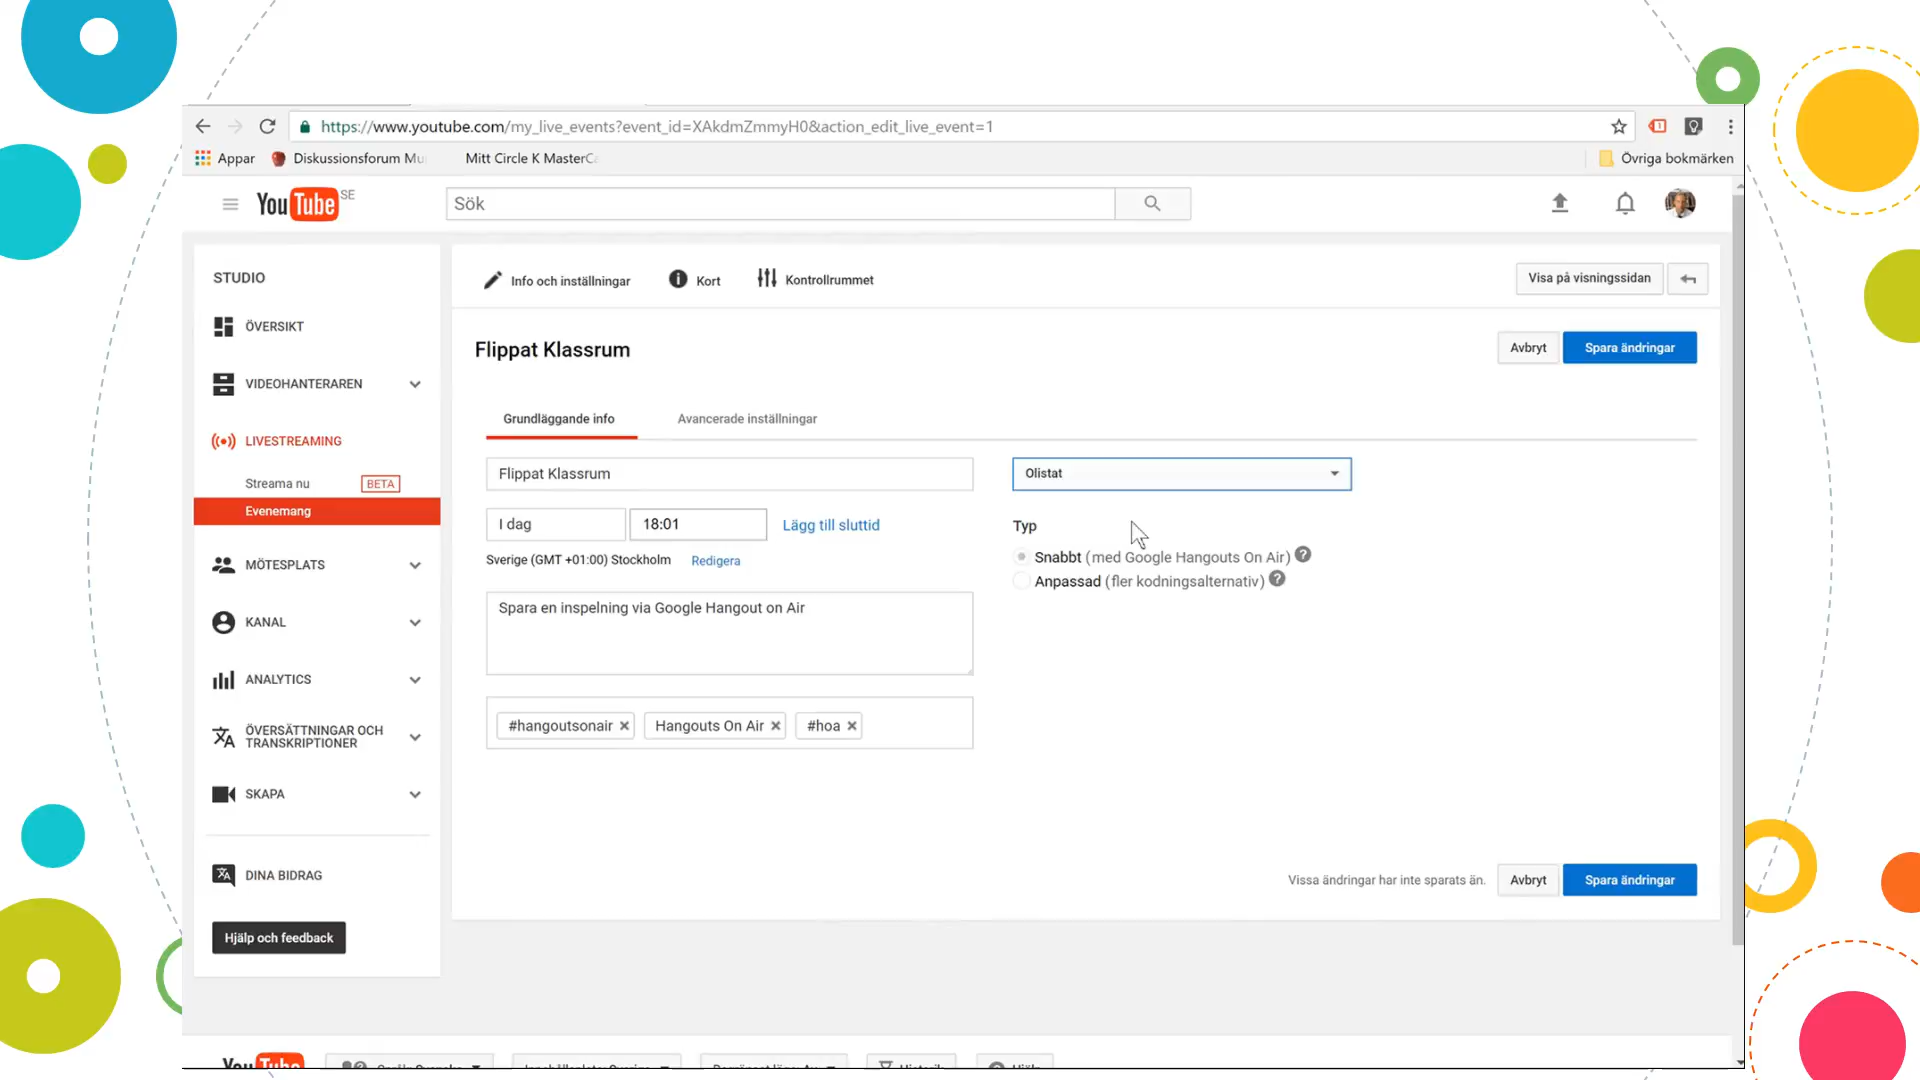 https://www.youtube.com/my_live_events?event_id=XAkdmZmmyH0&action_edit_live_event=1
Appar
Diskussionsforum Mu
Mitt Circle K MasterCa
Övriga bokmärken
YouTube SE
Sök
STUDIO
ÖVERSIKT
VIDEOHANTERAREN
LIVESTREAMING
Streama nu BETA
Evenemang
MÖTESPLATS
KANAL
ANALYTICS
ÖVERSÄTTNINGAR OCH
TRANSKRIPTIONER
SKAPA
DINA BIDRAG
Hjälp och feedback
Info och inställningar
Kort
Kontrollrummet
Visa på visningssidan
Flippat Klassrum
Avbryt
Spara ändringar
Grundläggande info
Avancerade inställningar
Flippat Klassrum
I dag
18:01
Lägg till sluttid
Sverige (GMT +01:00) Stockholm
Redigera
Spara en inspelning via Google Hangout on Air
#hangoutsonair
Hangouts On Air
#hoa
Olistat
Typ
Snabbt (med Google Hangouts On Air)
Anpassad (fler kodningsalternativ)
Vissa ändringar har inte sparats än.
Avbryt
Spara ändringar
YouTube